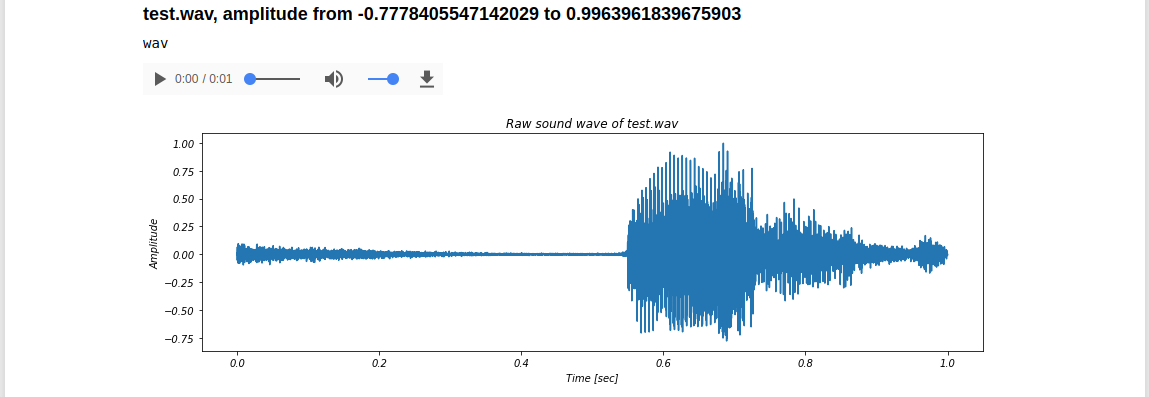 test.wav, amplitude from -0.7778405547142029 to 0.9963961839675903
wav
0:00 / 0:01
Raw sound wave of test.wav
1.00
0.75
0.50
0.25
0.00
−0.25
−0.50
−0.75
Amplitude
0.0 0.2 0.4 0.6 0.8 1.0
Time [sec]